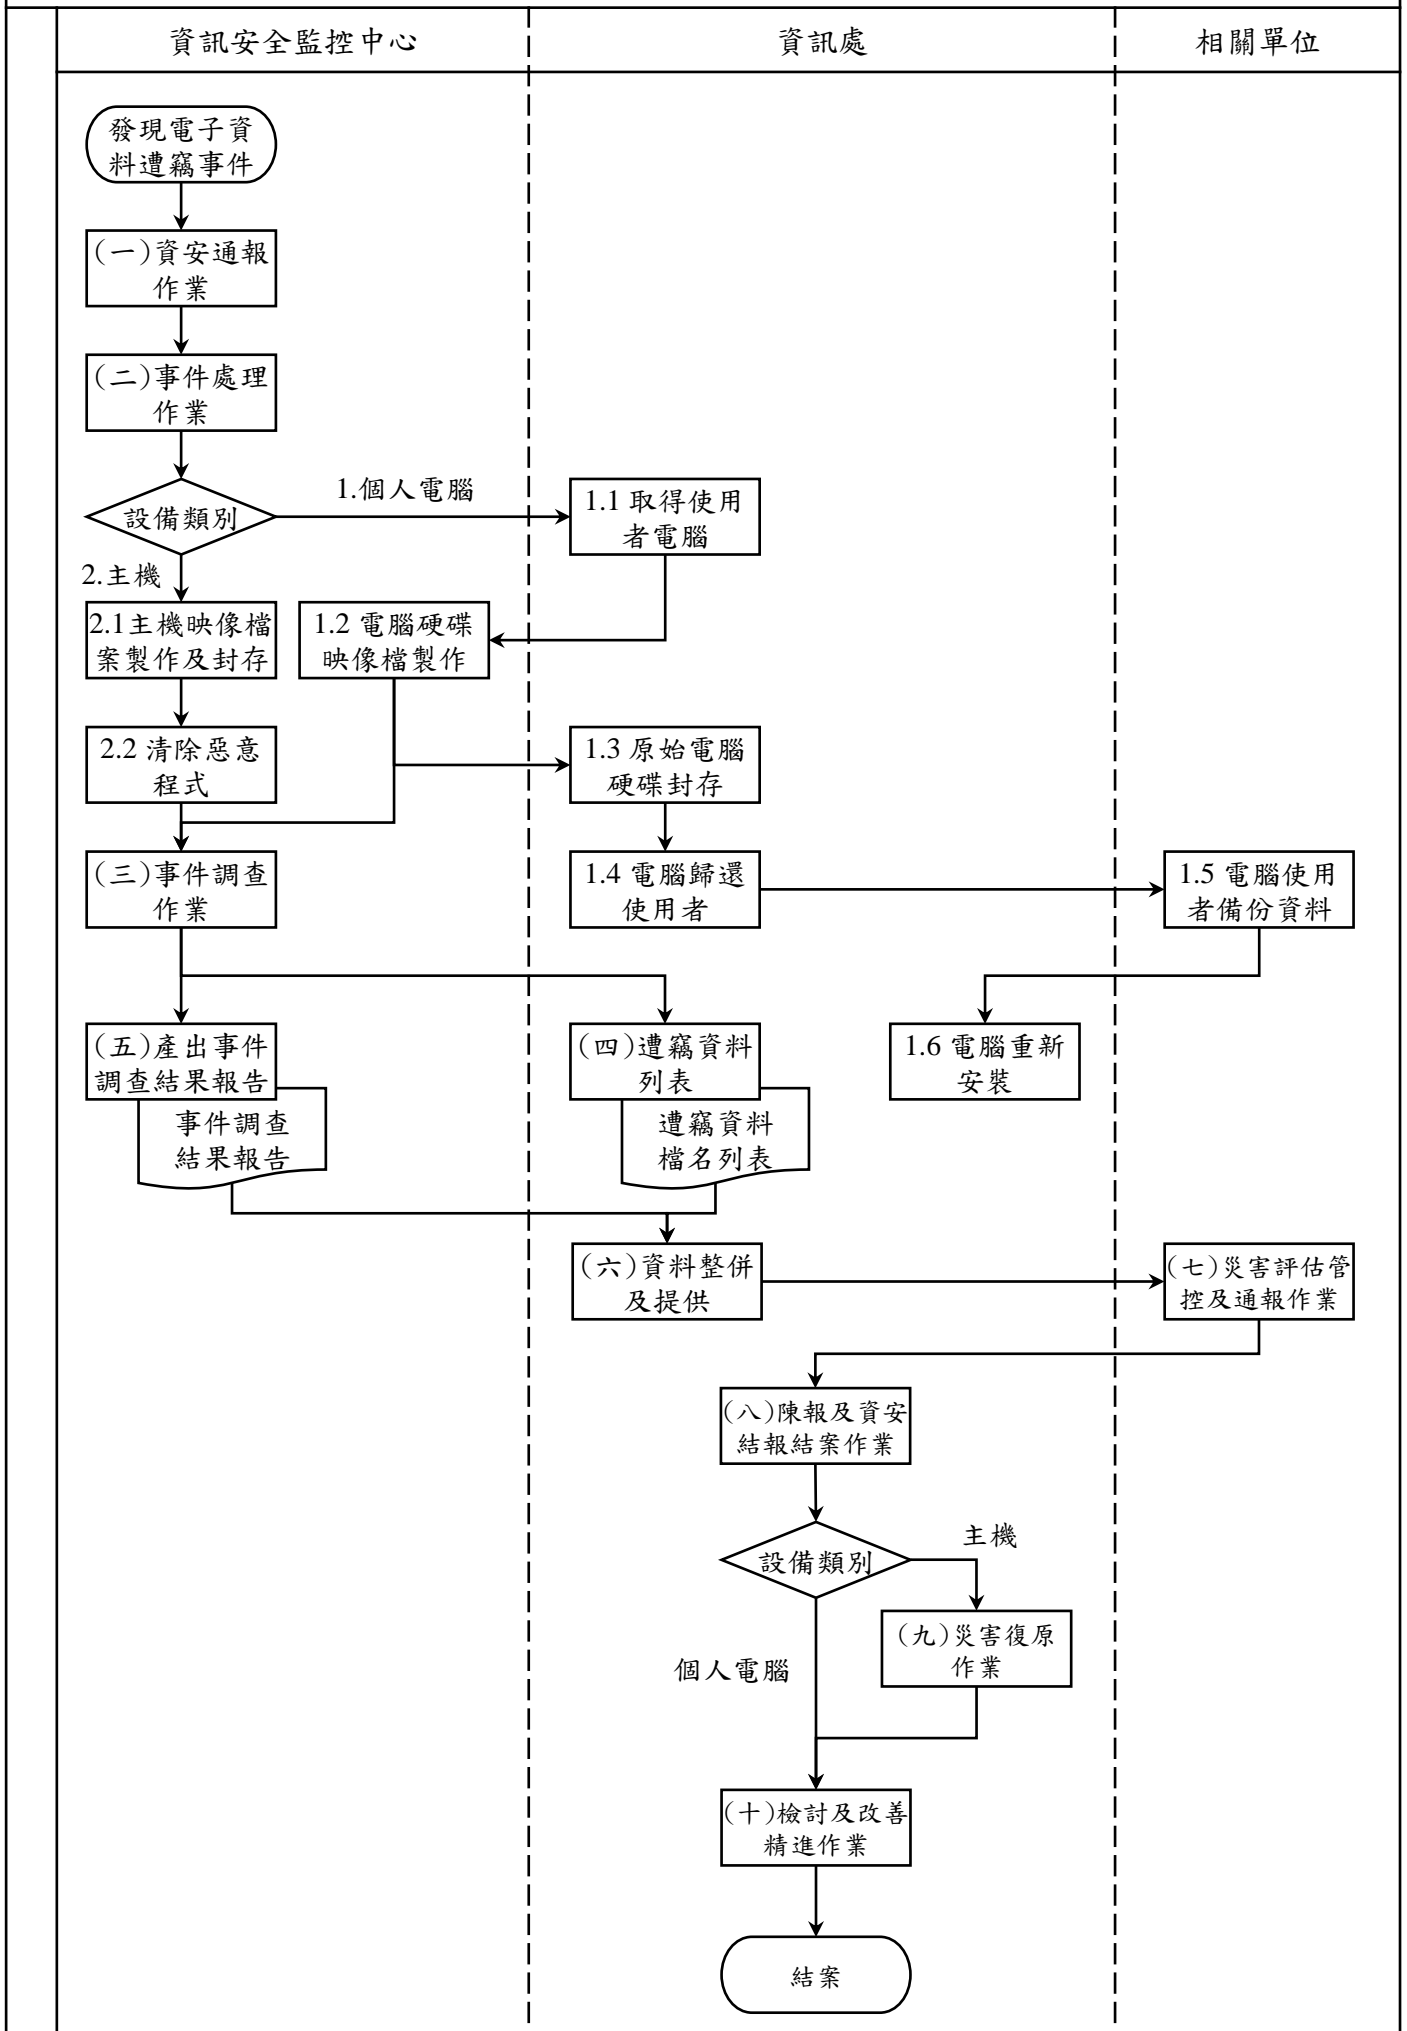 資訊安全監控中心
資訊處
相關單位
發現電子資
料遭竊事件
(一)資安通報
作業
(二)事件處理
作業
設備類別
1.個人電腦
1.1 取得使用
者電腦
2.主機
2.1主機映像檔
案製作及封存
1.2 電腦硬碟
映像檔製作
2.2 清除惡意
程式
1.3 原始電腦
硬碟封存
(三)事件調查
作業
1.4 電腦歸還
使用者
1.5 電腦使用
者備份資料
(五)產出事件
調查結果報告
事件調查
結果報告
(四)遭竊資料
列表
遭竊資料
檔名列表
1.6 電腦重新
安裝
(六)資料整併
及提供
(七)災害評估管
控及通報作業
(八)陳報及資安
結報結案作業
設備類別
主機
(九)災害復原
作業
個人電腦
(十)檢討及改善
精進作業
結案